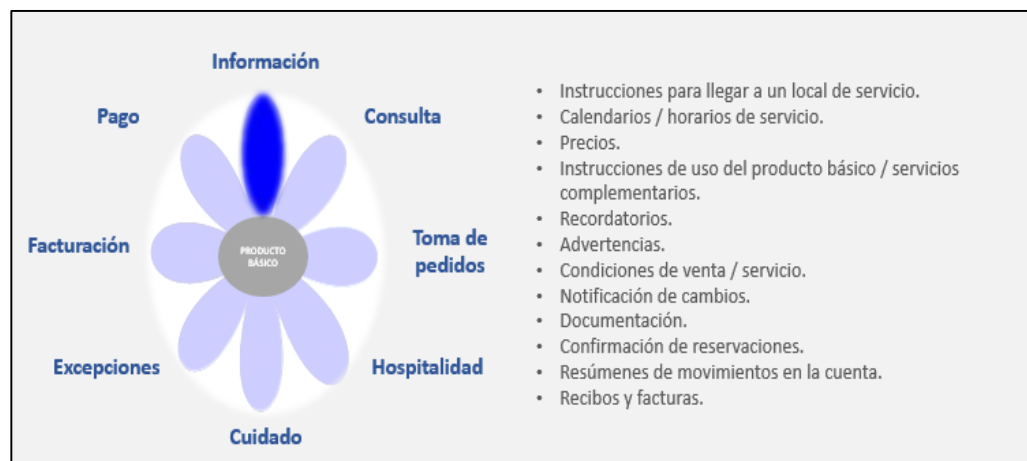 Información
Pago
Consulta
Facturación
PRODUCTO
BÁSICO
Toma de
pedidos
Excepciones
Hospitalidad
Cuidado
• Instrucciones para llegar a un local de servicio.
• Calendarios / horarios de servicio.
• Precios.
• Instrucciones de uso del producto básico / servicios
complementarios.
• Recordatorios.
• Advertencias.
• Condiciones de venta / servicio.
• Notificación de cambios.
• Documentación.
• Confirmación de reservaciones.
• Resúmenes de movimientos en la cuenta.
• Recibos y facturas.